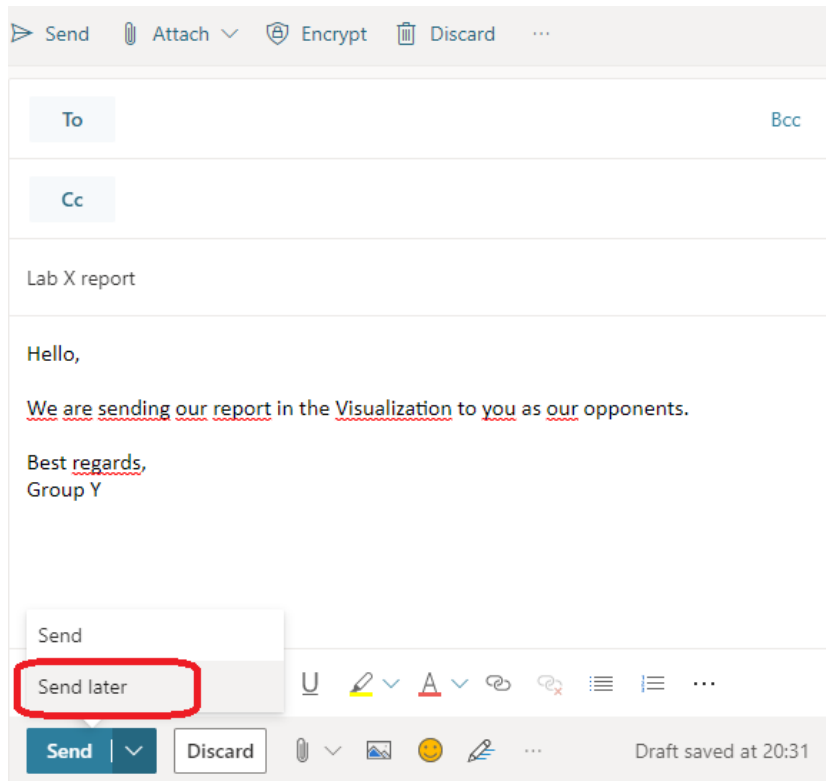 Send Attach Encrypt Discard ...
To Bcc
Cc
Lab X report
Hello,
We are sending our report in the Visualization to you as our opponents.
Best regards,
Group Y
Send
Send later
U A ...
Send Discard ... Draft saved at 20:31